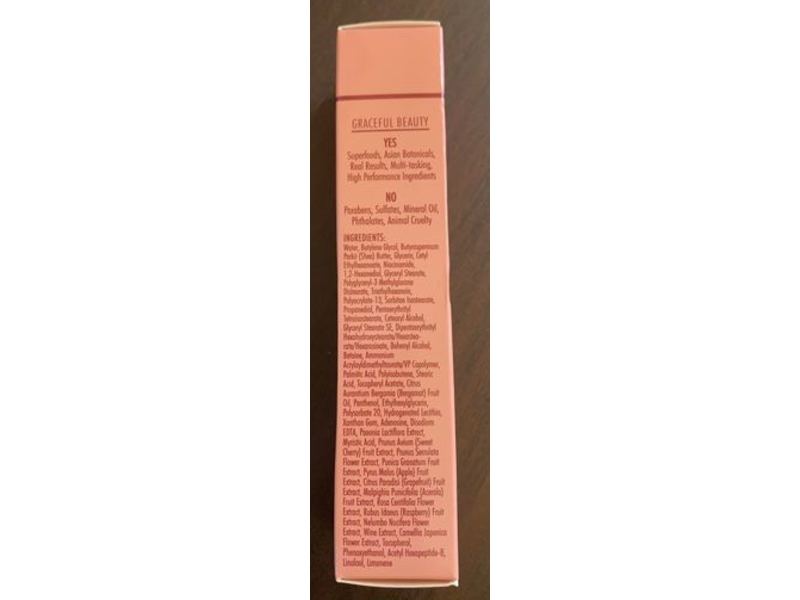 GRACEFUL BEAUTY
YES
Superfoods, Asian Botanicals,
Real Results, Multi-tasking,
High Performance Ingredients
NO
Parabens, Sulfates, Mineral Oil,
Phthalates, Animal Cruelty
INGREDIENTS:
Water, Butylene Glycol, Butyrospermum
Parkii (Shea) Butter, Glycerin, Cetyl
Ethylhexanoate, Niacinamide,
1,2-Hexanediol, Glyceryl Stearate,
Polyglyceryl-3 Methylglucose
Distearate, Triethylhexanoin,
Polyacrylate-13, Sorbitan Isostearate,
Propanediol, Pentaerythrityl
Tetraisostearate, Cetearyl Alcohol,
Glyceryl Stearate SE, Dipentaerythrityl
Hexahydroxystearate/Hexastea-
rate/Hexarosinate, Behenyl Alcohol,
Betaine, Ammonium
Acryloyldimethyltaurate/VP Copolymer,
Palmitic Acid, Polyisobutene, Stearic
Acid, Tocopheryl Acetate, Citrus
Aurantium Bergamia (Bergamot) Fruit
Oil, Panthenol, Ethylhexylglycerin,
Polysorbate 20, Hydrogenated Lecithin,
Xanthan Gum, Adenosine, Disodium
EDTA, Paeonia Lactiflora Extract,
Myristic Acid, Prunus Avium (Sweet
Cherry) Fruit Extract, Prunus Serrulata
Flower Extract, Punica Granatum Fruit
Extract, Pyrus Malus (Apple) Fruit
Extract, Citrus Paradisi (Grapefruit) Fruit
Extract, Malpighia Punicifolia (Acerola)
Fruit Extract, Rosa Centifolia Flower
Extract, Rubus Idaeus (Raspberry) Fruit
Extract, Nelumbo Nucifera Flower
Extract, Wine Extract, Camellia Japonica
Flower Extract, Tocopherol,
Phenoxyethanol, Acetyl Hexapeptide-8,
Linalool, Limonene